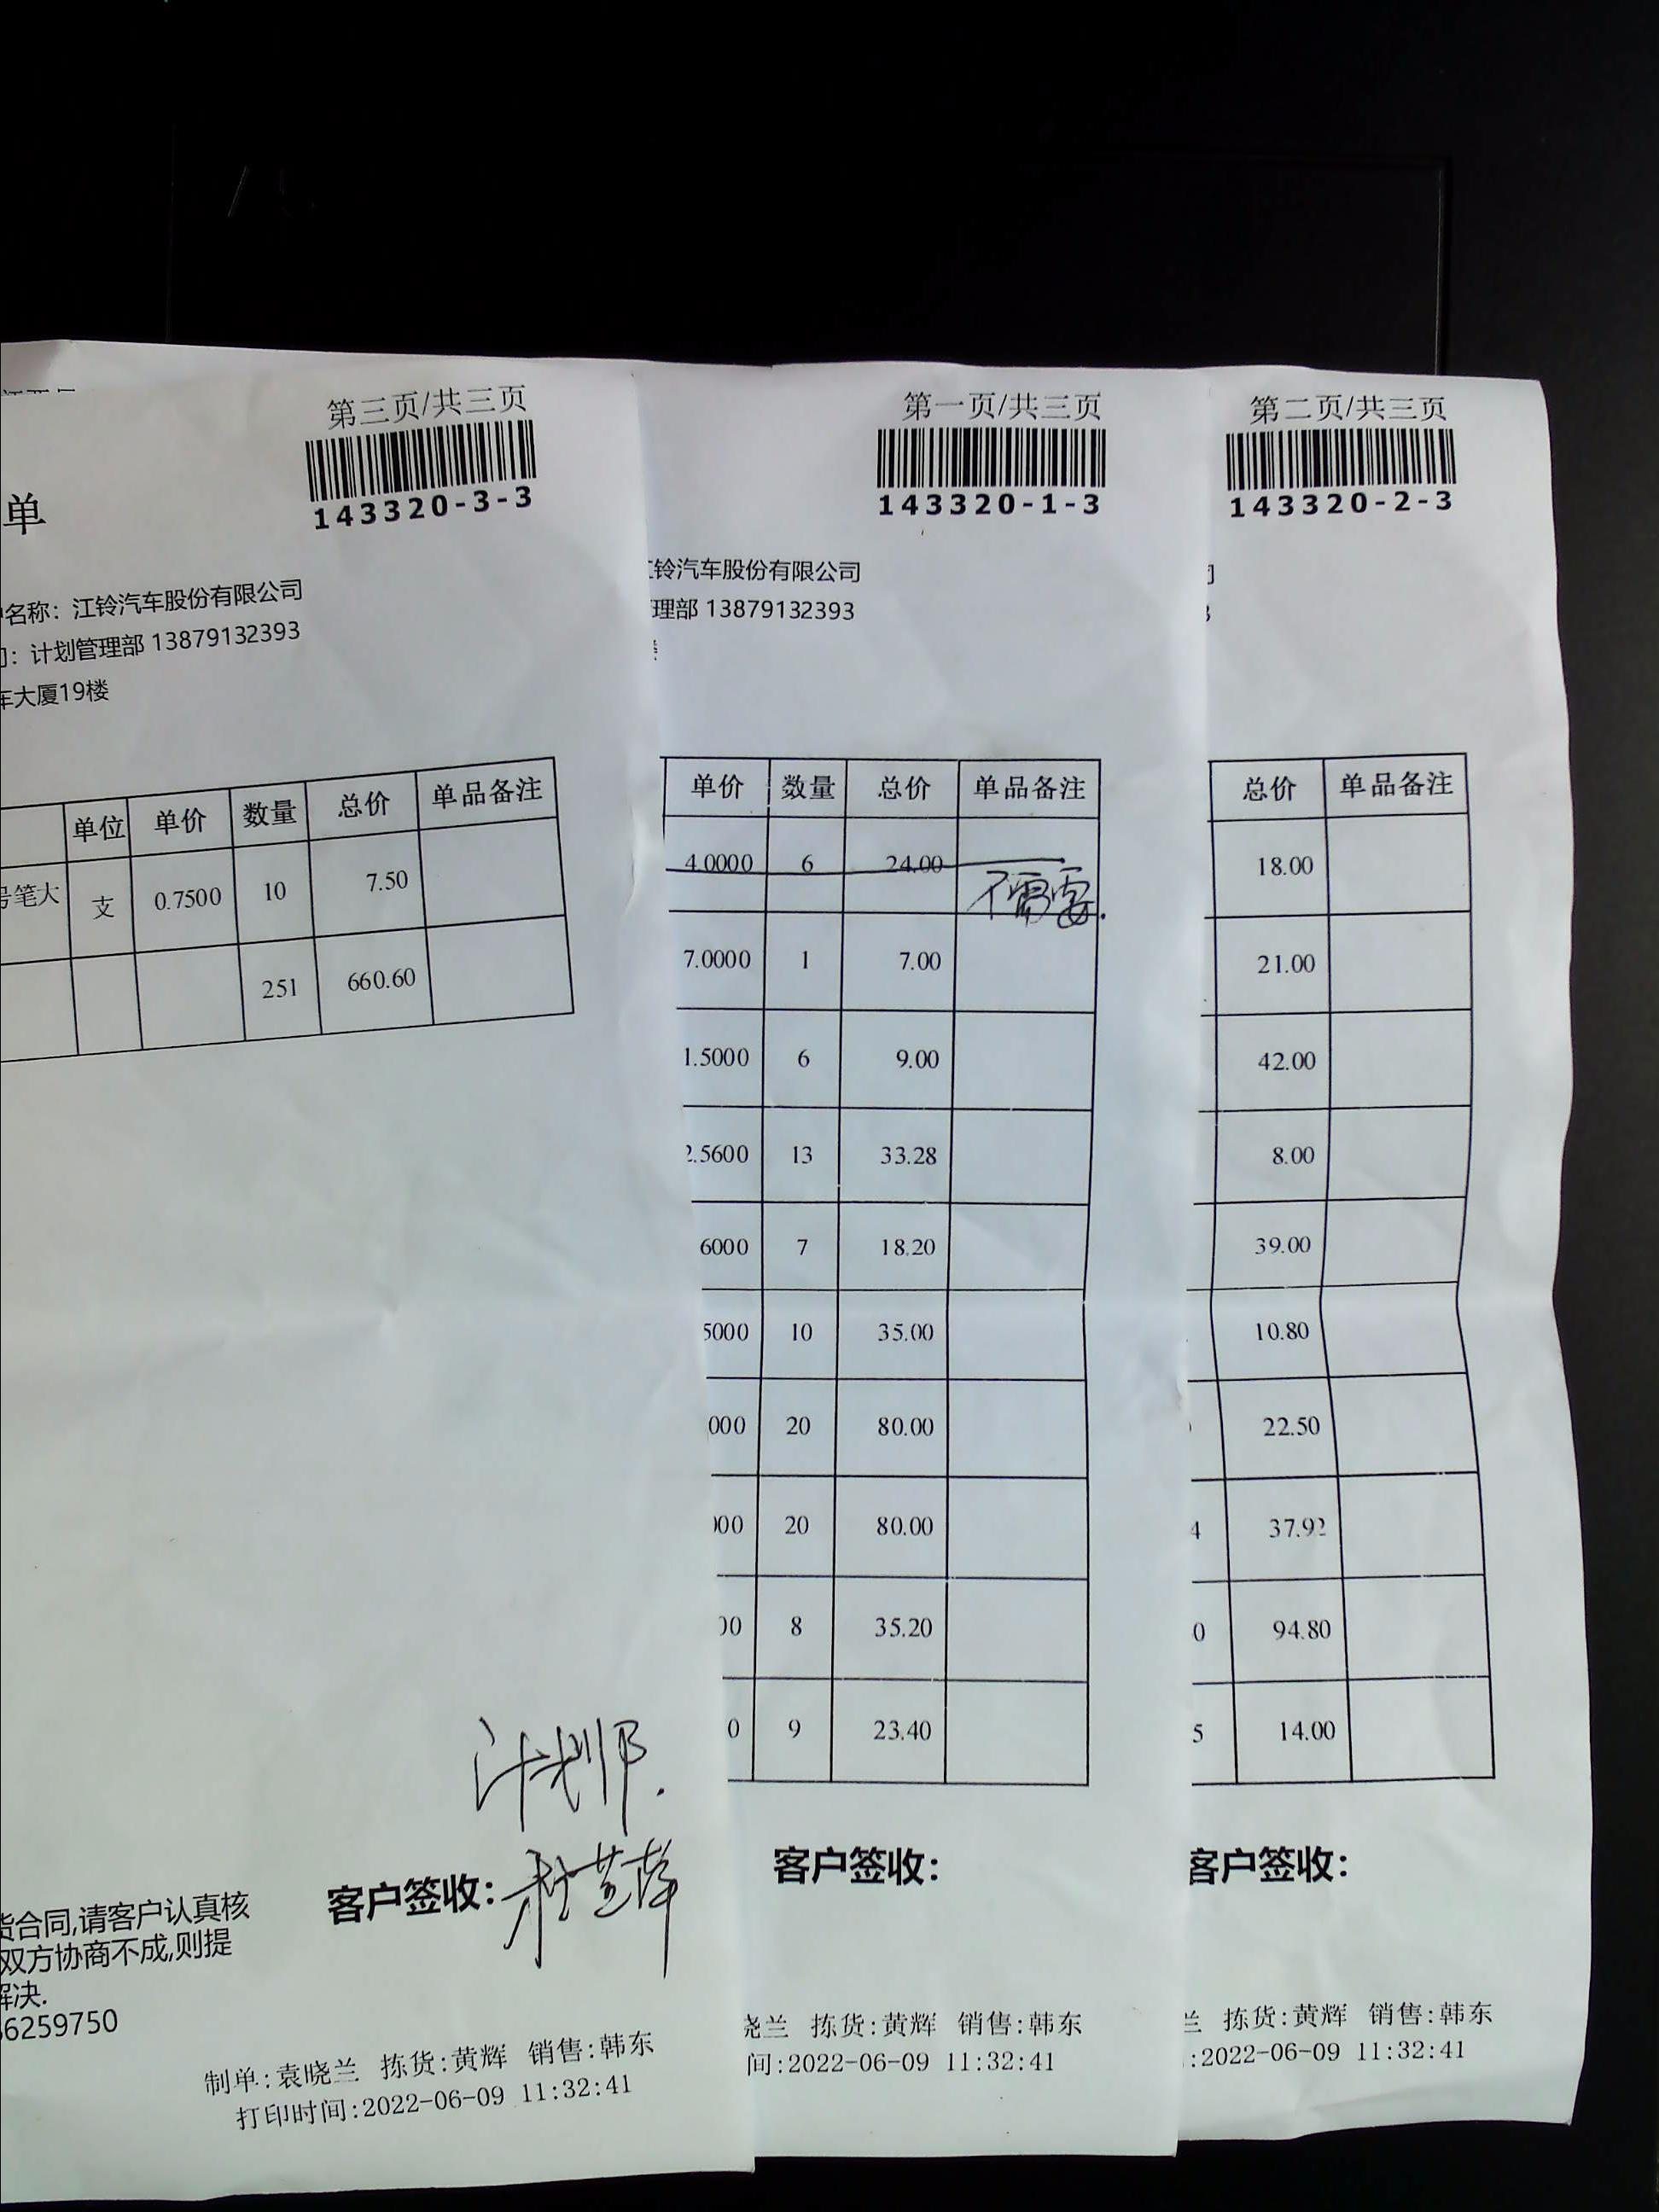 第三页/共三页
143320-3-3
单
名称：江铃汽车股份有限公司
：计划管理部 13879132393
车大厦19楼
单位 单价 数量 总价 单品备注
号笔大 支 0.7500 10 7.50
251 660.60
计划部.
客户签收：
货合同,请客户认真核
双方协商不成,则提
解决.
6259750
制单:袁晓兰 拣货:黄辉 销售:韩东
打印时间:2022-06-09 11:32:41
第一页/共三页
143320-1-3
铃汽车股份有限公司
理部 13879132393
单价 数量 总价 单品备注
4.0000 6 24.00
不需要.
7.0000 1 7.00
1.5000 6 9.00
2.5600 13 33.28
6000 7 18.20
5000 10 35.00
000 20 80.00
00 20 80.00
00 8 35.20
0 9 23.40
客户签收：
晓兰 拣货:黄辉 销售:韩东
间:2022-06-09 11:32:41
第二页/共三页
143320-2-3
司
3
总价 单品备注
18.00
21.00
42.00
8.00
39.00
10.80
22.50
4 37.92
0 94.80
5 14.00
客户签收：
兰 拣货:黄辉 销售:韩东
:2022-06-09 11:32:41